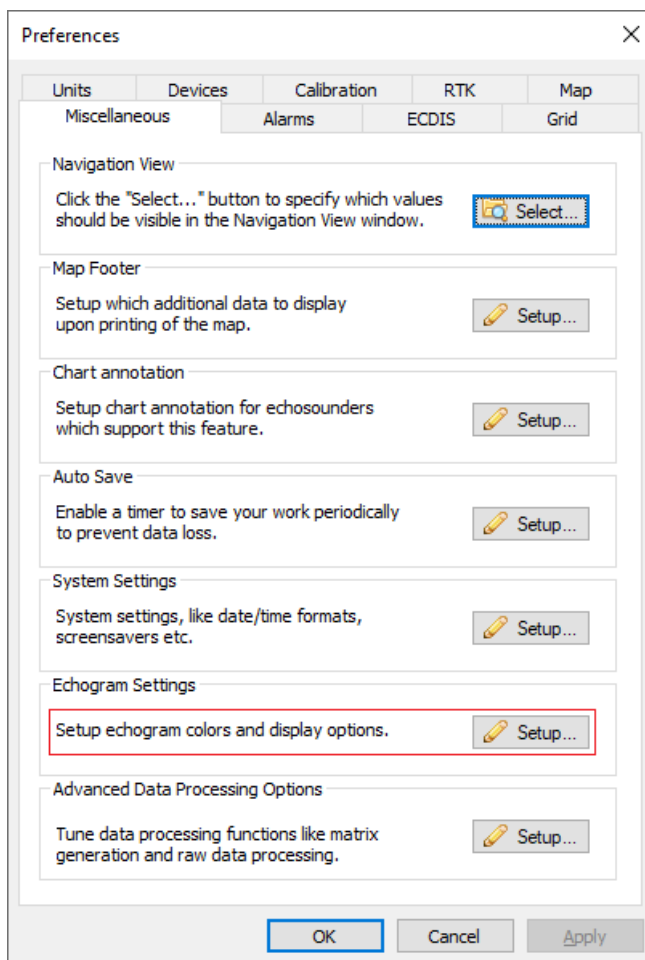 Preferences
Units Devices Calibration RTK Map
Miscellaneous Alarms ECDIS Grid
Navigation View
Click the "Select..." button to specify which values
should be visible in the Navigation View window.
Select...
Map Footer
Setup which additional data to display
upon printing of the map.
Setup...
Chart annotation
Setup chart annotation for echosounders
which support this feature.
Setup...
Auto Save
Enable a timer to save your work periodically
to prevent data loss.
Setup...
System Settings
System settings, like date/time formats,
screensavers etc.
Setup...
Echogram Settings
Setup echogram colors and display options.
Setup...
Advanced Data Processing Options
Tune data processing functions like matrix
generation and raw data processing.
Setup...
OK Cancel Apply